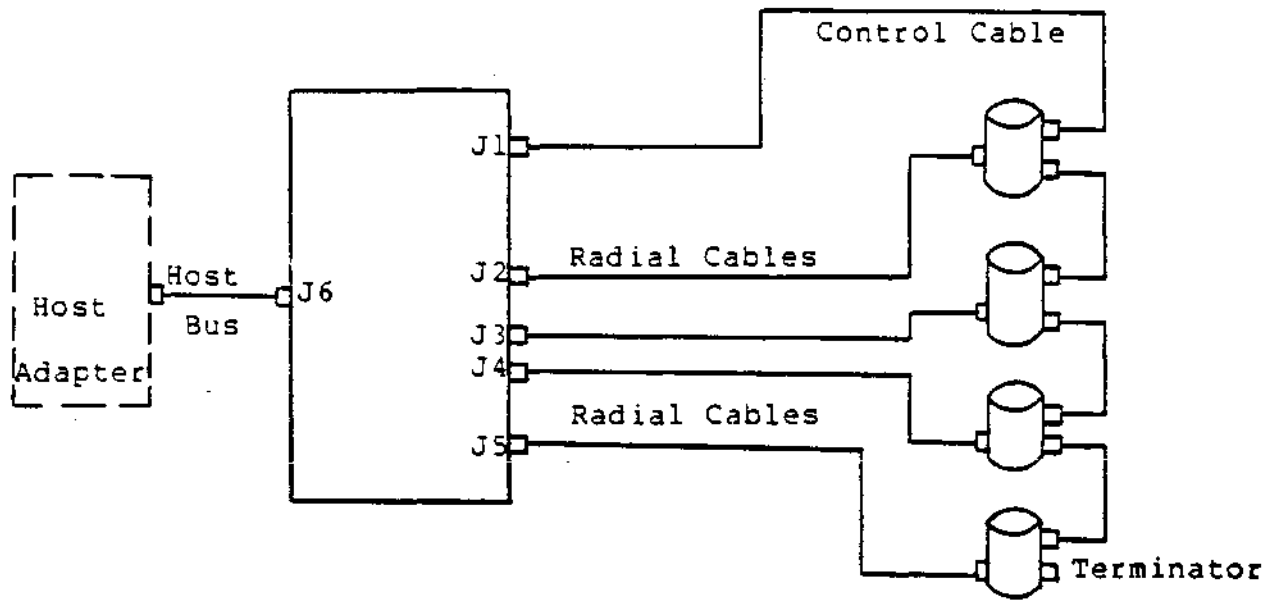 Control Cable
J1
Radial Cables
J2
Host
Bus
J6
Host
Adapter
J3
J4
Radial Cables
J5
Terminator